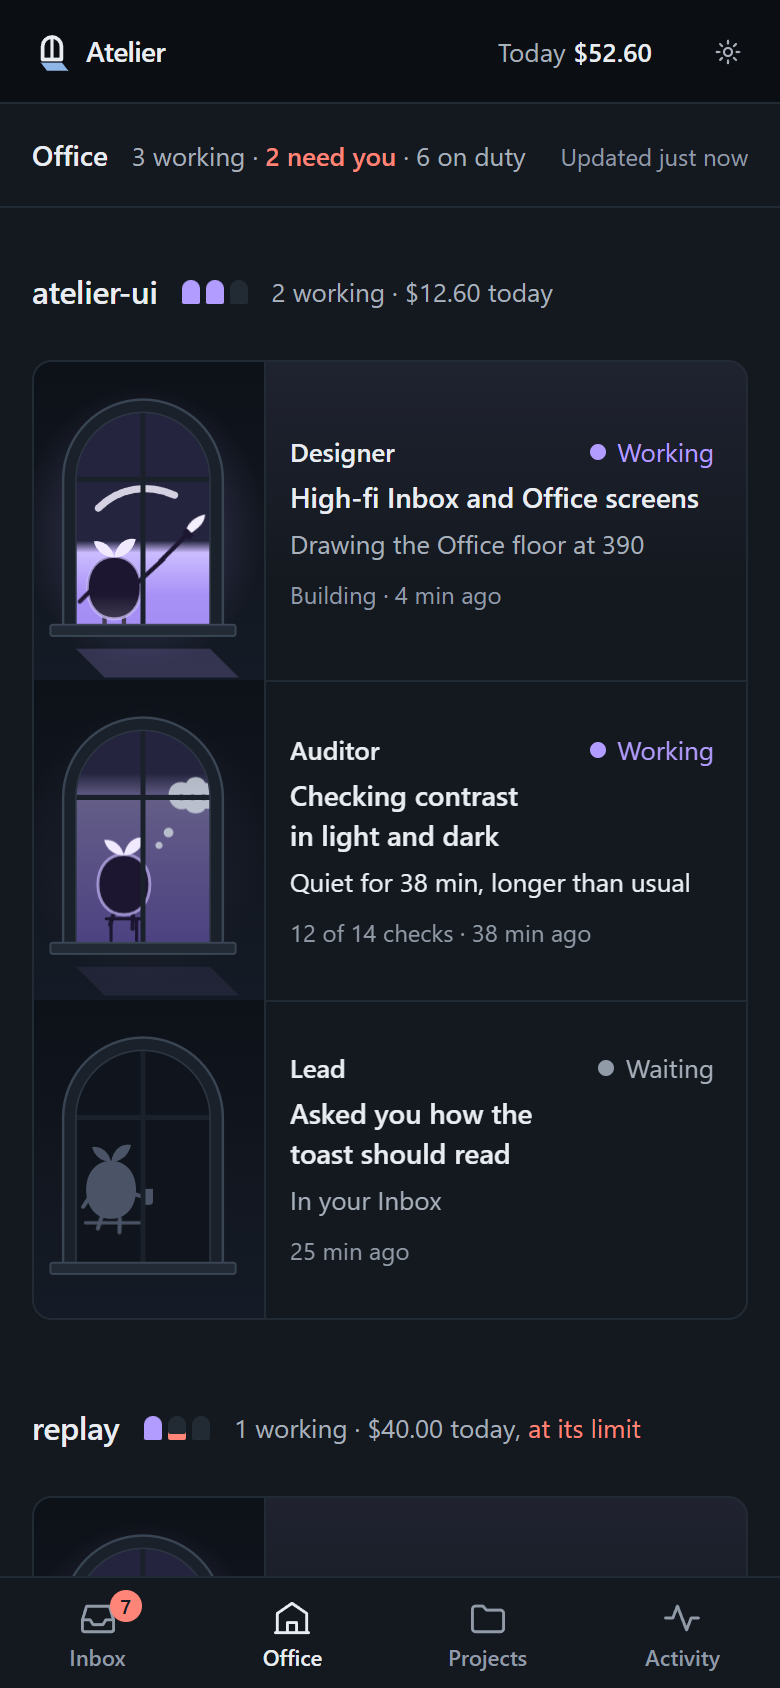 Atelier
Today $52.60
Office 3 working · 2 need you · 6 on duty Updated just now
atelier-ui 2 working · $12.60 today
Designer Working
High-fi Inbox and Office screens
Drawing the Office floor at 390
Building · 4 min ago
Auditor Working
Checking contrast
in light and dark
Quiet for 38 min, longer than usual
12 of 14 checks · 38 min ago
Lead Waiting
Asked you how the
toast should read
In your Inbox
25 min ago
replay 1 working · $40.00 today, at its limit
7
Inbox Office Projects Activity